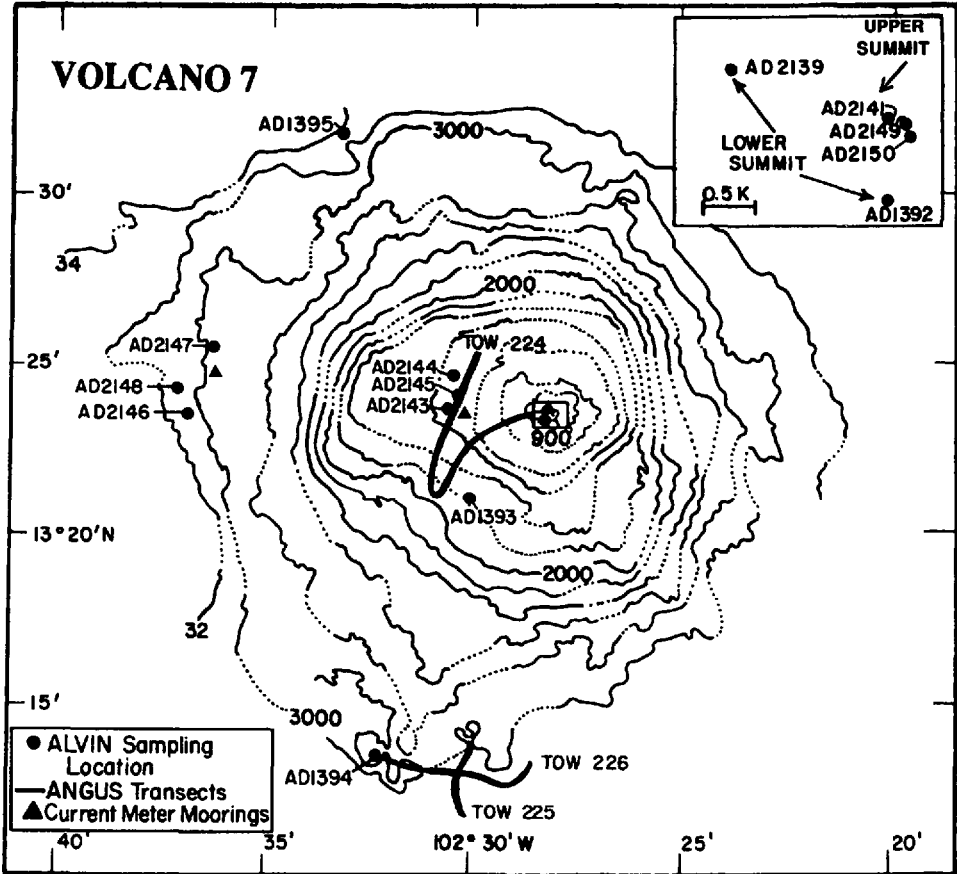 VOLCANO 7
UPPER
SUMMIT
AD2139
AD2141
AD2149
AD2150
LOWER
SUMMIT
0.5 K
AD1392
AD1395
3000
30'
34
2000
25'
AD2147
AD2148
AD2146
TOW 224
AD2144
AD2145
AD2143
900
AD1393
13° 20'N
2000
32
15'
3000
AD1394
TOW 226
TOW 225
ALVIN Sampling
Location
ANGUS Transects
Current Meter Moorings
40'
35'
102° 30' W
25'
20'